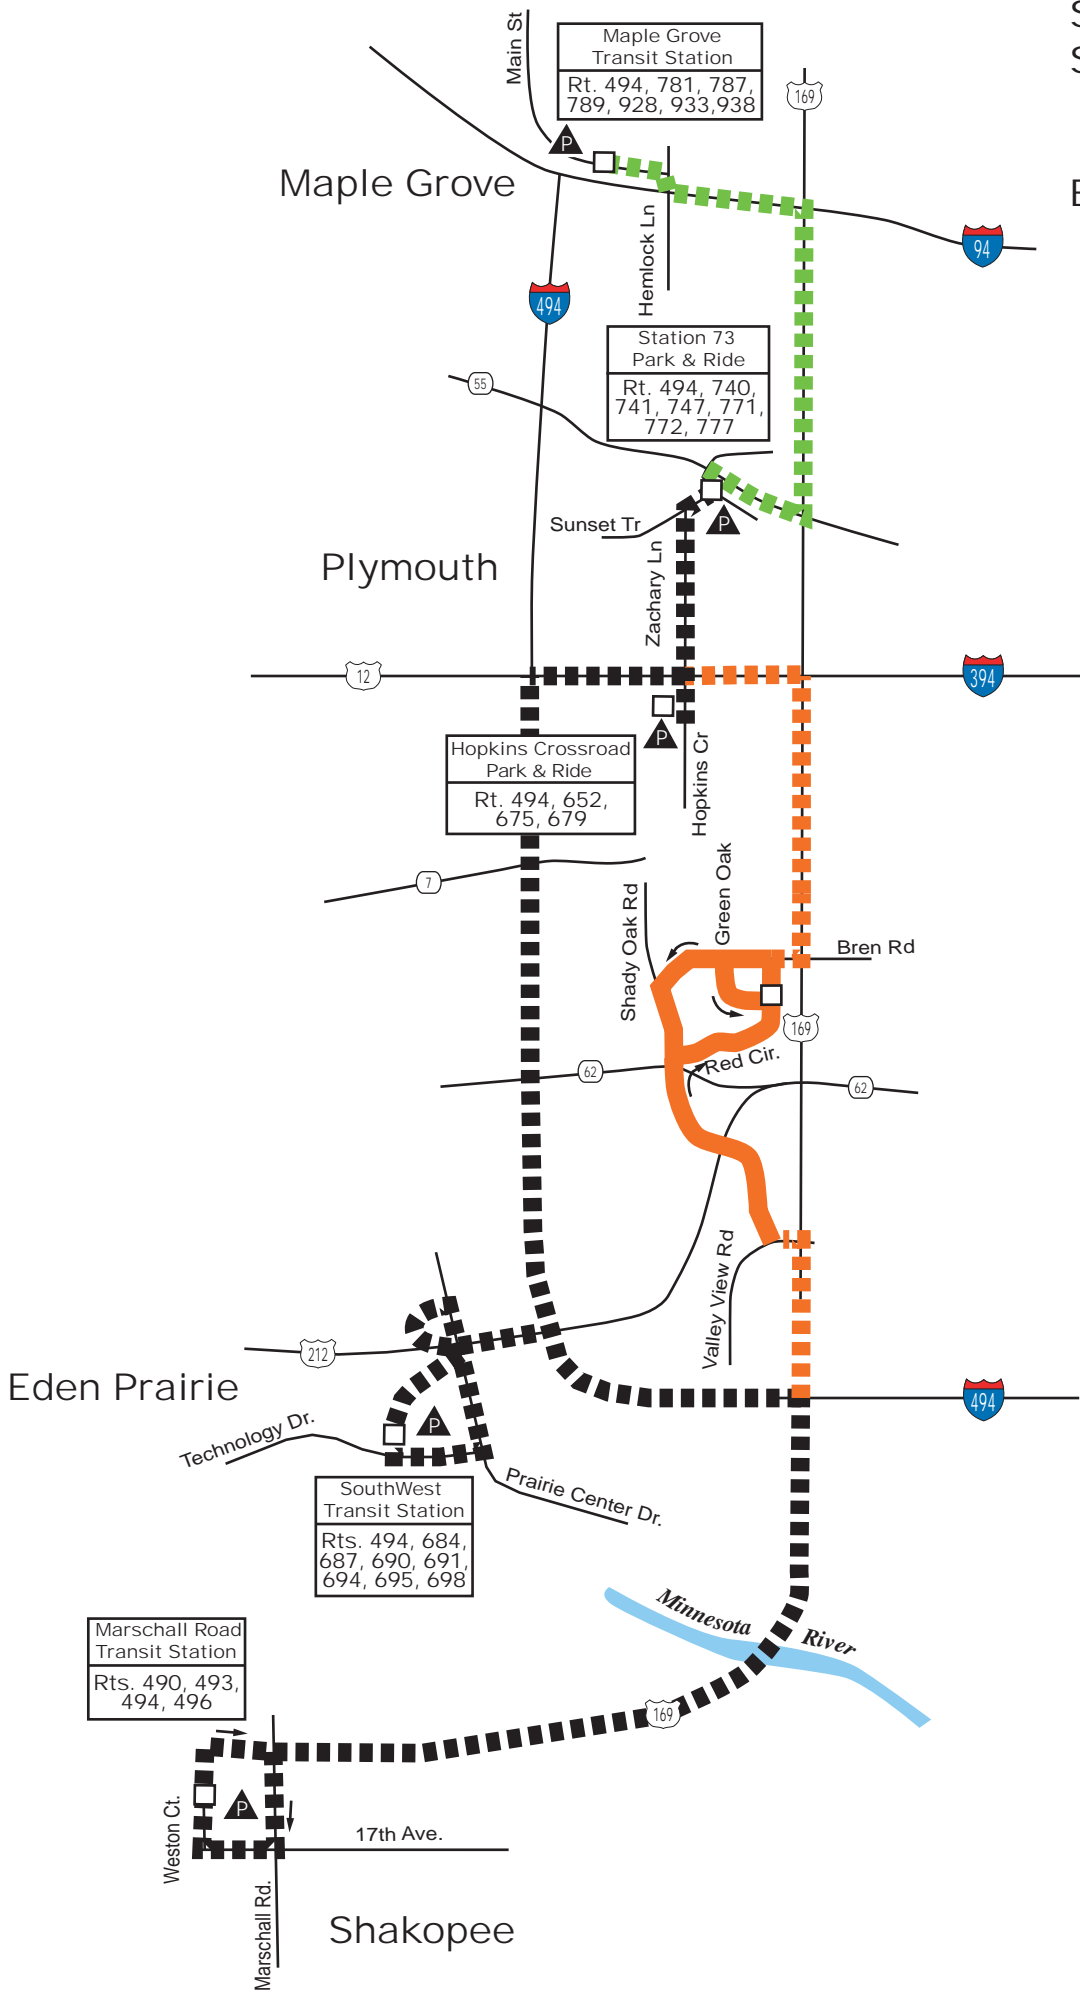 S
S
E
Main St
Maple Grove
Transit Station
Rt. 494, 781, 787,
789, 928, 933,938
169
P
Maple Grove
Hemlock Ln
94
494
Station 73
Park & Ride
Rt. 494, 740,
741, 747, 771,
772, 777
55
Sunset Tr
P
Zachary Ln
Plymouth
12
394
P
Hopkins Cr
Hopkins Crossroad
Park & Ride
Rt. 494, 652,
675, 679
7
Green Oak
Shady Oak Rd
Bren Rd
169
Red Cir.
62
62
Valley View Rd
212
Eden Prairie
494
P
Technology Dr.
Prairie Center Dr.
SouthWest
Transit Station
Rts. 494, 684,
687, 690, 691,
694, 695, 698
Minnesota River
Marschall Road
Transit Station
Rts. 490, 493,
494, 496
169
P
Weston Ct.
17th Ave.
Marschall Rd.
Shakopee